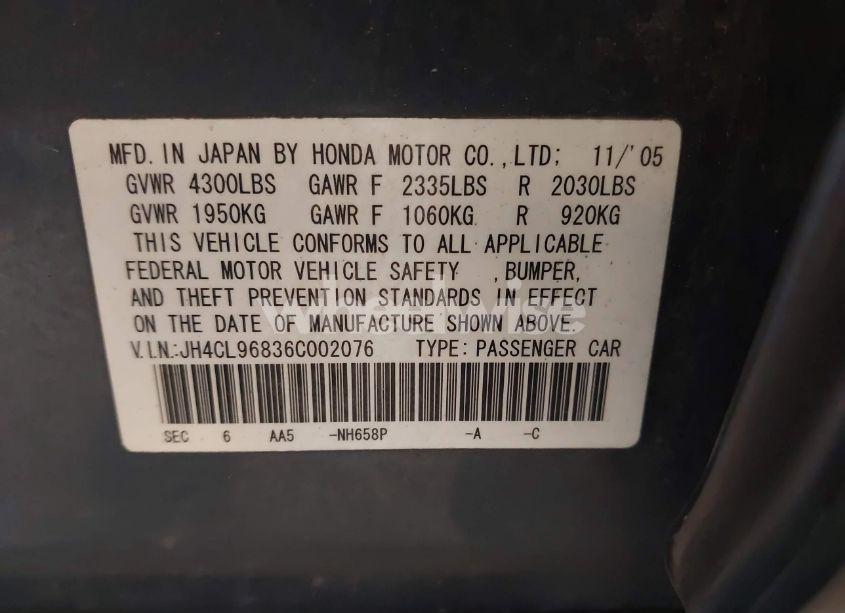 MFD. IN JAPAN BY HONDA MOTOR CO.,LTD; 11/'05
GVWR 4300LBS GAWR F 2335LBS R 2030LBS
GVWR 1950KG GAWR F 1060KG R 920KG
THIS VEHICLE CONFORMS TO ALL APPLICABLE
FEDERAL MOTOR VEHICLE SAFETY ,BUMPER,
AND THEFT PREVENTION STANDARDS IN EFFECT
wheelwise
ON THE DATE OF MANUFACTURE SHOWN ABOVE.
V.I.N.:JH4CL96836C002076 TYPE: PASSENGER CAR
SEC 6 AA5 -NH658P -A -C